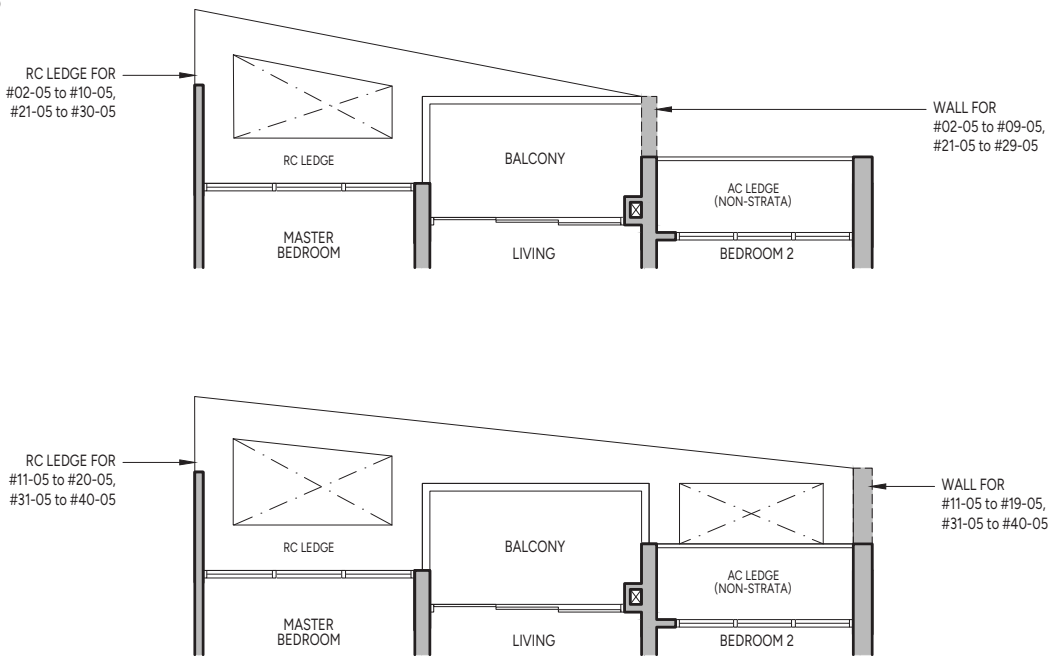 RC LEDGE FOR
#02-05 to #10-05,
#21-05 to #30-05
WALL FOR
#02-05 to #09-05,
#21-05 to #29-05
RC LEDGE
BALCONY
AC LEDGE
(NON-STRATA)
MASTER
BEDROOM
LIVING
BEDROOM 2
RC LEDGE FOR
#11-05 to #20-05,
#31-05 to #40-05
WALL FOR
#11-05 to #19-05,
#31-05 to #40-05
RC LEDGE
BALCONY
AC LEDGE
(NON-STRATA)
MASTER
BEDROOM
LIVING
BEDROOM 2